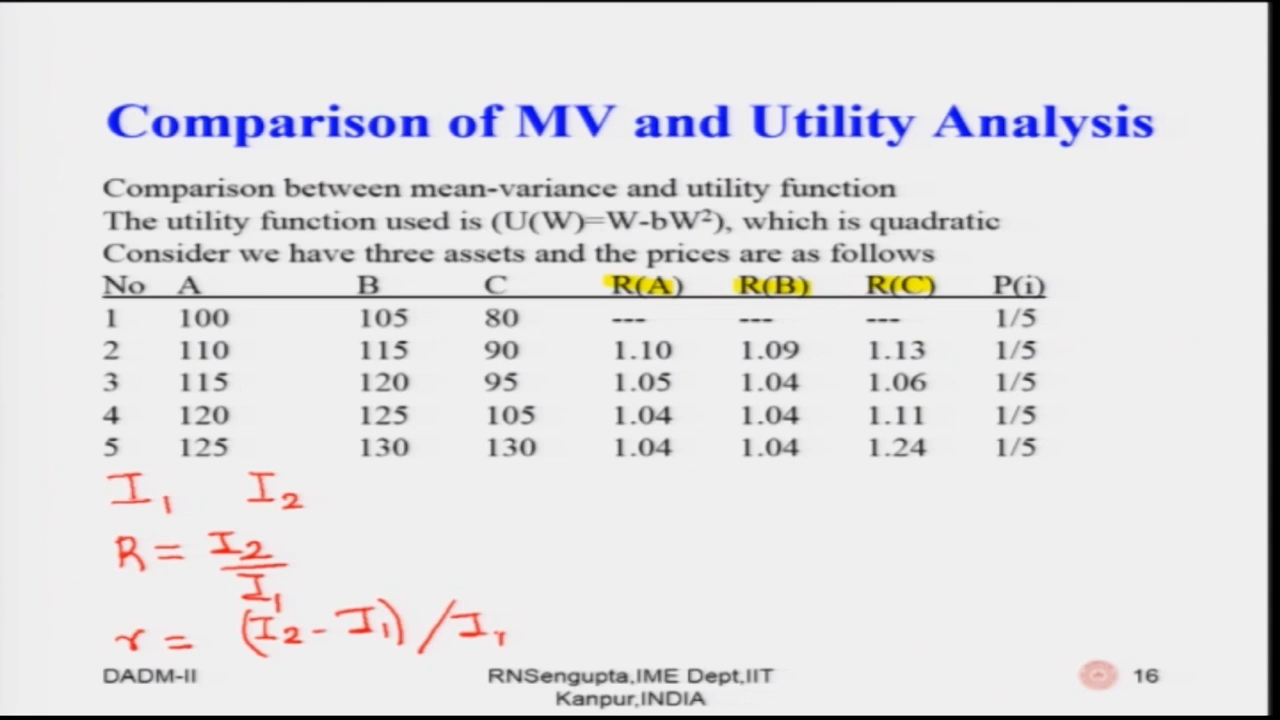 Comparison of MV and Utility Analysis
Comparison between mean-variance and utility function
The utility function used is (U(W)=W-bW²), which is quadratic
Consider we have three assets and the prices are as follows
No A B C R(A) R(B) R(C) P(i)
1 100 105 80 --- --- --- 1/5
2 110 115 90 1.10 1.09 1.13 1/5
3 115 120 95 1.05 1.04 1.06 1/5
4 120 125 105 1.04 1.04 1.11 1/5
5 125 130 130 1.04 1.04 1.24 1/5
I₁ I₂
R = I₂
I₁
r = (I₂ - I₁) / I₁
DADM-II RNSengupta,IME Dept,IIT 16
Kanpur,INDIA